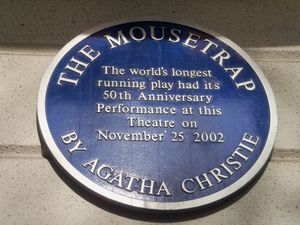 THE MOUSETRAP
The world's longest
running play had its
50th Anniversary
Performance at this
Theatre on
November 25 2002
BY AGATHA CHRISTIE